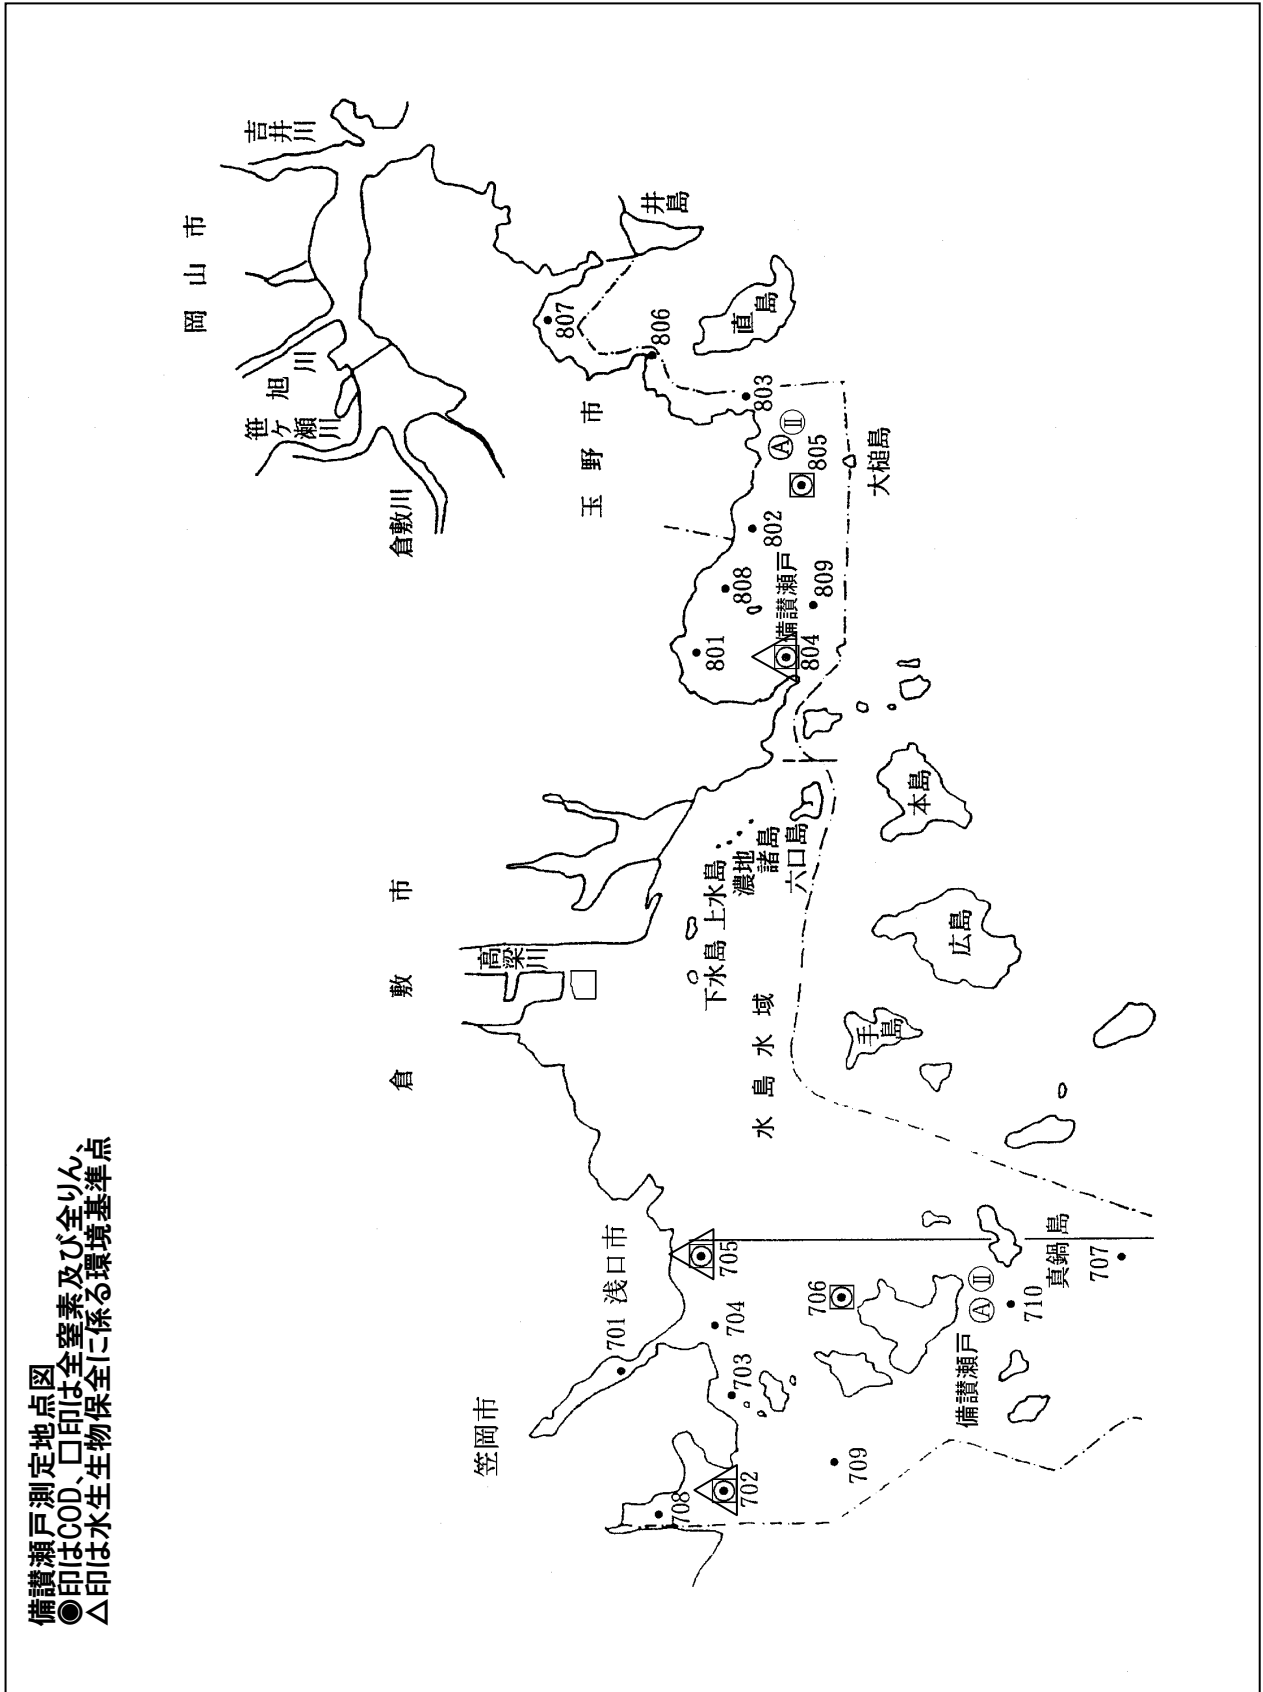 備讃瀬戸測定地点図
◉印はCOD、□印は全窒素及び全りん、
△印は水生生物保全に係る環境基準点
岡山市
吉井川
旭川
笹ヶ瀬川
倉敷川
玉野市
井島
直島
大槌島
807
806
803
Ⓐ Ⅱ
805
802
808
809
備讃瀬戸
801
804
倉敷市
高梁川
本島
六口島
濃地諸島
上水島
下水島
広島
手島
水島水域
浅口市
笠岡市
701
705
704
703
706
真鍋島
707
710
Ⓐ Ⅱ
備讃瀬戸
709
702
708